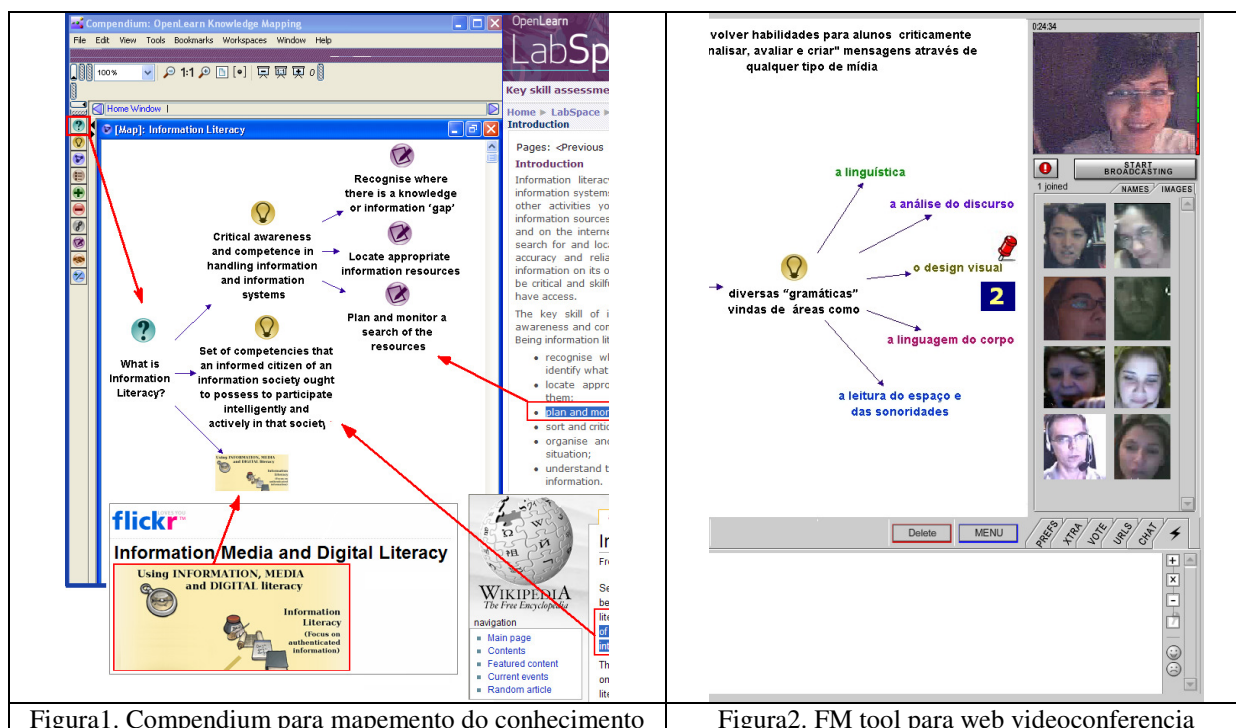 Compendium: OpenLearn Knowledge Mapping
File Edit View Tools Bookmarks Workspaces Window Help
100%
1:1
Home Window
[Map]: Information Literacy
Recognise where
there is a knowledge
or information 'gap'
Critical awareness
and competence in
handling information
and information
systems
Locate appropriate
information resources
Plan and monitor a
search of the
resources
What is
Information
Literacy?
Set of competencies that
an informed citizen of an
information society ought
to possess to participate
intelligently and
actively in that society
OpenLearn
LabSp
Key skill assessme
Home LabSpace
Introduction
Pages: <Previous
Introduction
Information literacy
information systems
other activities yo
information sources
and on the interne
search for and loca
accuracy and relia
information on its o
be critical and skilf
have access.
The key skill of i
awareness and con
Being information lit
recognise wh
identify what
locate appro
them;
plan and mon
sort and critic
organise and
situation;
understand t
information.
flickr
Information Media and Digital Literacy
Using INFORMATION, MEDIA
and DIGITAL literacy
Information
Literacy
(Focus on
authenticated
information)
WIKIPEDIA
The Free Encyclopedia
navigation
Main page
Contents
Featured content
Current events
Random article
Figura1. Compendium para mapemento do conhecimento
volver habilidades para alunos criticamente
nalisar, avaliar e criar" mensagens através de
qualquer tipo de mídia
a linguística
a análise do discurso
o design visual
2
diversas "gramáticas"
vindas de áreas como
a linguagem do corpo
a leitura do espaço e
das sonoridades
0:24:34
START
BROADCASTING
1 joined
NAMES IMAGES
Delete MENU
PREFS XTRA VOTE URLS CHAT
Figura2. FM tool para web videoconferencia